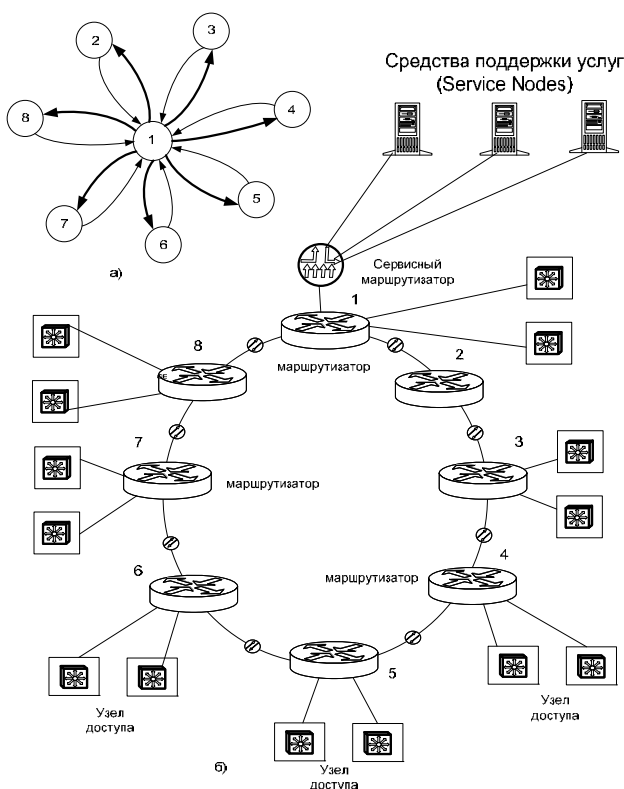 2
3
8
1
4
7
6
5
а)
Средства поддержки услуг
(Service Nodes)
Сервисный
маршрутизатор
1
маршрутизатор
8
2
7
маршрутизатор
3
6
маршрутизатор
4
5
Узел
доступа
Узел
доступа
Узел
доступа
б)